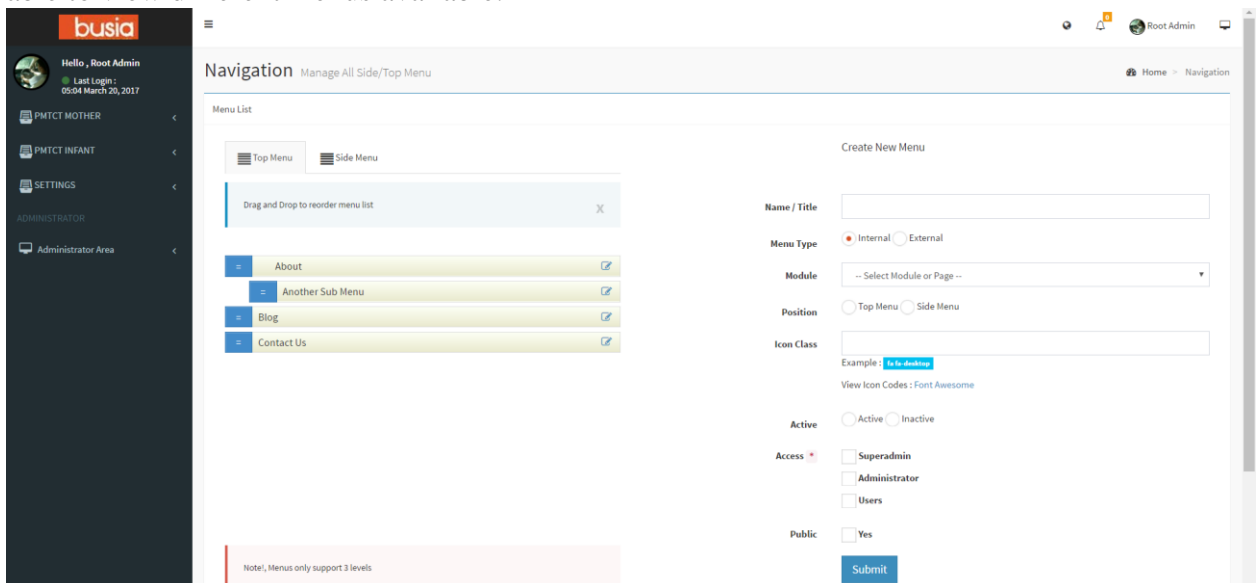 busia
0
Root Admin
Hello , Root Admin
Last Login :
05:04 March 20, 2017
PMTCT MOTHER
PMTCT INFANT
SETTINGS
ADMINISTRATOR
Administrator Area
Navigation Manage All Side/Top Menu
Home > Navigation
Menu List
Top Menu Side Menu
Drag and Drop to reorder menu list x
= About
= Another Sub Menu
= Blog
= Contact Us
Note!, Menus only support 3 levels
Create New Menu
Name / Title
Menu Type Internal External
Module -- Select Module or Page --
Position Top Menu Side Menu
Icon Class
Example : fa fa-desktop
View Icon Codes : Font Awesome
Active Active Inactive
Access * Superadmin
Administrator
Users
Public Yes
Submit